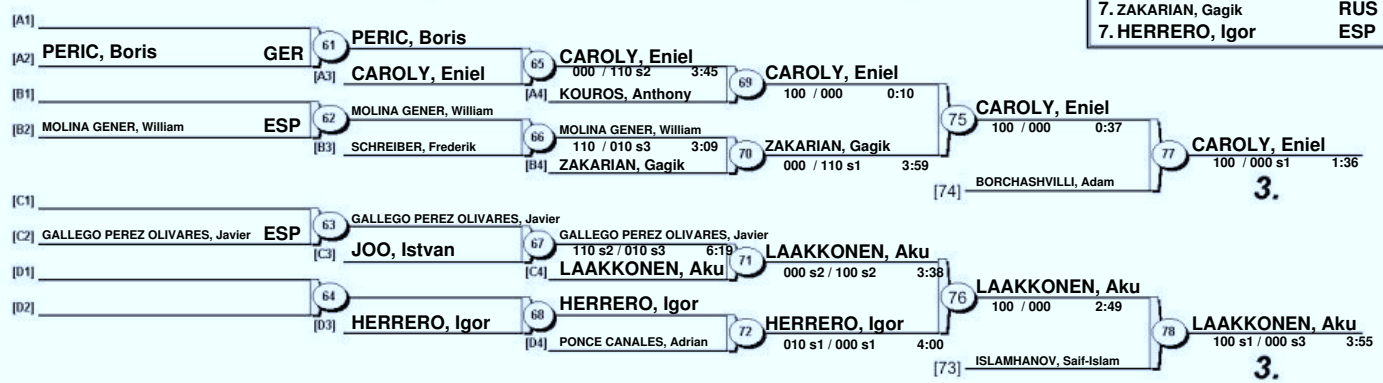 7. ZAKARIAN, Gagik RUS
7. HERRERO, Igor ESP
[A1]
[A2] PERIC, Boris GER
61 PERIC, Boris
[A3] CAROLY, Eniel
65 CAROLY, Eniel
000 / 110 s2 3:45
[A4] KOUROS, Anthony
69 CAROLY, Eniel
100 / 000 0:10
[B1]
[B2] MOLINA GENER, William ESP
62 MOLINA GENER, William
[B3] SCHREIBER, Frederik
66 MOLINA GENER, William
110 / 010 s3 3:09
[B4] ZAKARIAN, Gagik
70 ZAKARIAN, Gagik
000 / 110 s1 3:59
75 CAROLY, Eniel
100 / 000 0:37
[74] BORCHASHVILLI, Adam
77 CAROLY, Eniel
100 / 000 s1 1:36
3.
[C1]
[C2] GALLEGO PEREZ OLIVARES, Javier ESP
63 GALLEGO PEREZ OLIVARES, Javier
[C3] JOO, Istvan
67 GALLEGO PEREZ OLIVARES, Javier
110 s2 / 010 s3 6:19
[C4] LAAKKONEN, Aku
71 LAAKKONEN, Aku
000 s2 / 100 s2 3:38
[D1]
[D2]
64
[D3] HERRERO, Igor
68 HERRERO, Igor
[D4] PONCE CANALES, Adrian
72 HERRERO, Igor
010 s1 / 000 s1 4:00
76 LAAKKONEN, Aku
100 / 000 2:49
[73] ISLAMHANOV, Saif-Islam
78 LAAKKONEN, Aku
100 s1 / 000 s3 3:55
3.